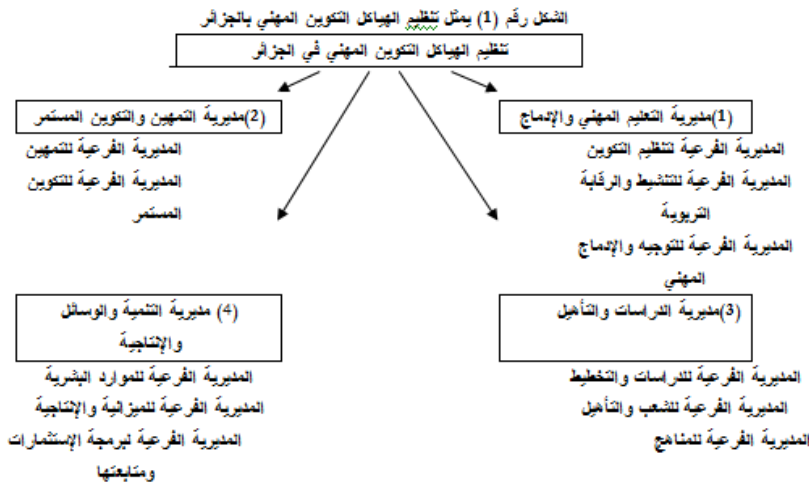 الشكل رقم (1) يمثل تنظيم الهياكل التكوين المهني بالجزائر
تنظيم الهياكل التكوين المهني في الجزائر
(1)مديرية التعليم المهني والإدماج
المديرية الفرعية لتنظيم التكوين
المديرية الفرعية للتنشيط والرقابة
التربوية
المديرية الفرعية للتوجيه والإدماج
المهني
(2)مديرية التمهين والتكوين المستمر
المديرية الفرعية للتمهين
المديرية الفرعية للتكوين
المستمر
(3)مديرية الدراسات والتأهيل
المديرية الفرعية للدراسات والتخطيط
المديرية الفرعية للشعب والتأهيل
المديرية الفرعية للمناهج
(4) مديرية التنمية والوسائل
والإنتاجية
المديرية الفرعية للموارد البشرية
المديرية الفرعية للميزانية والإنتاجية
المديرية الفرعية لبرمجة الإستثمارات
ومتابعتها